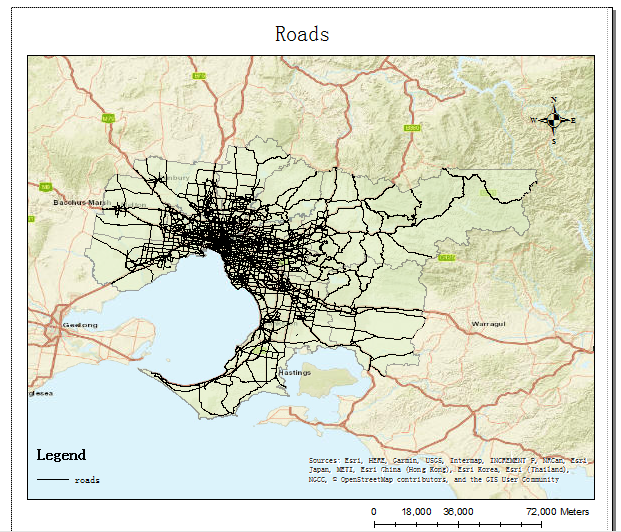 Roads
N
W E
S
Bacchus Marsh
Geelong
Warragul
Hastings
glesea
Legend
roads
Sources: Esri, HERE, Garmin, USGS, Intermap, INCREMENT P, NRCan, Esri
Japan, METI, Esri China (Hong Kong), Esri Korea, Esri (Thailand),
NGCC, © OpenStreetMap contributors, and the GIS User Community
0 18,000 36,000 72,000 Meters